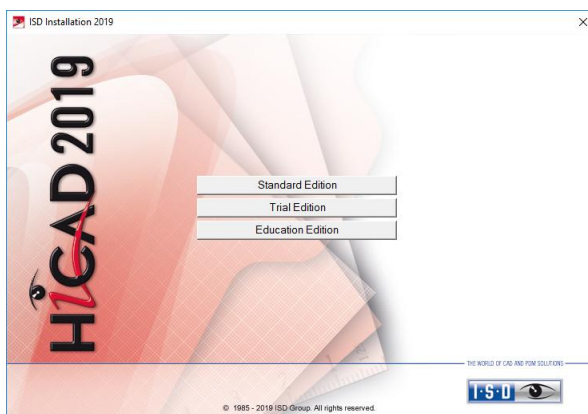 ISD Installation 2019
HiCAD 2019
Standard Edition
Trial Edition
Education Edition
THE WORLD OF CAD AND PDM SOLUTIONS
I·S·D
© 1985 - 2019 ISD Group. All rights reserved.